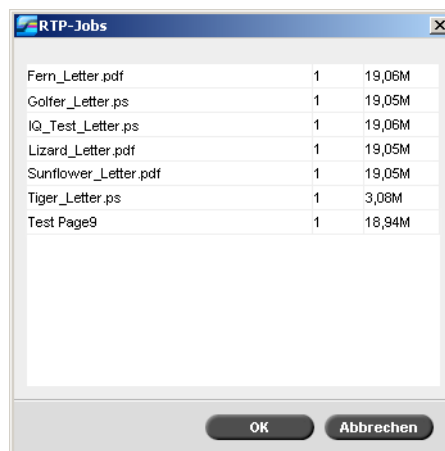 RTP-Jobs
Fern_Letter.pdf 1 19,06M
Golfer_Letter.ps 1 19,05M
IQ_Test_Letter.ps 1 19,06M
Lizard_Letter.pdf 1 19,05M
Sunflower_Letter.pdf 1 19,05M
Tiger_Letter.ps 1 3,08M
Test Page9 1 18,94M
OK Abbrechen